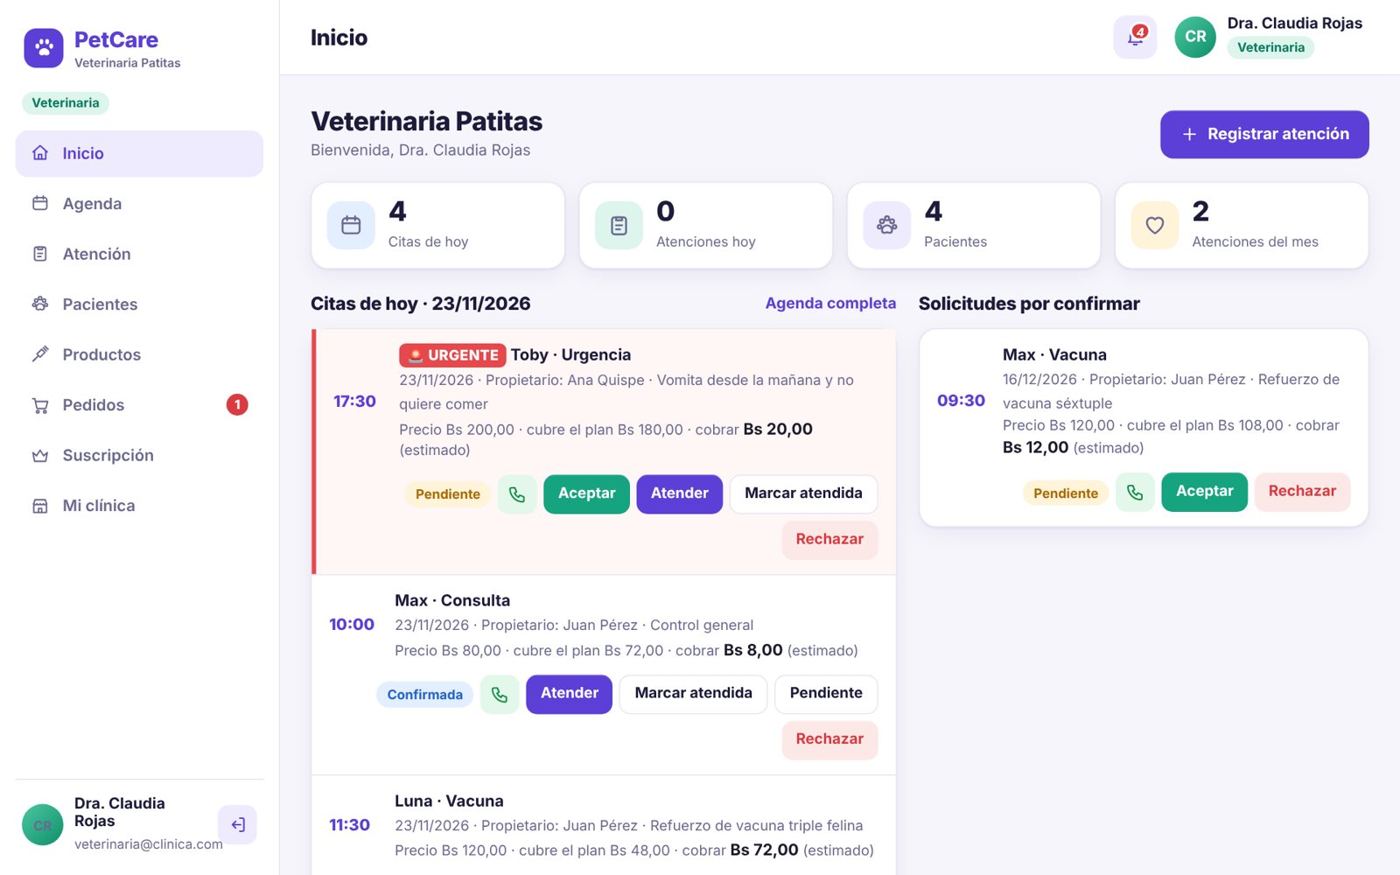 PetCare
Veterinaria Patitas
Veterinaria
Inicio
Agenda
Atención
Pacientes
Productos
Pedidos 1
Suscripción
Mi clínica
CR
Dra. Claudia
Rojas
veterinaria@clinica.com
Inicio
4
CR
Dra. Claudia Rojas
Veterinaria
Veterinaria Patitas
Bienvenida, Dra. Claudia Rojas
+ Registrar atención
4
Citas de hoy
0
Atenciones hoy
4
Pacientes
2
Atenciones del mes
Citas de hoy · 23/11/2026
Agenda completa
17:30
🚨 URGENTE Toby · Urgencia
23/11/2026 · Propietario: Ana Quispe · Vomita desde la mañana y no
quiere comer
Precio Bs 200,00 · cubre el plan Bs 180,00 · cobrar Bs 20,00
(estimado)
Pendiente Aceptar Atender Marcar atendida
Rechazar
10:00
Max · Consulta
23/11/2026 · Propietario: Juan Pérez · Control general
Precio Bs 80,00 · cubre el plan Bs 72,00 · cobrar Bs 8,00 (estimado)
Confirmada Atender Marcar atendida Pendiente
Rechazar
11:30
Luna · Vacuna
23/11/2026 · Propietario: Juan Pérez · Refuerzo de vacuna triple felina
Precio Bs 120,00 · cubre el plan Bs 48,00 · cobrar Bs 72,00 (estimado)
Solicitudes por confirmar
09:30
Max · Vacuna
16/12/2026 · Propietario: Juan Pérez · Refuerzo de
vacuna séxtuple
Precio Bs 120,00 · cubre el plan Bs 108,00 · cobrar
Bs 12,00 (estimado)
Pendiente Aceptar Rechazar